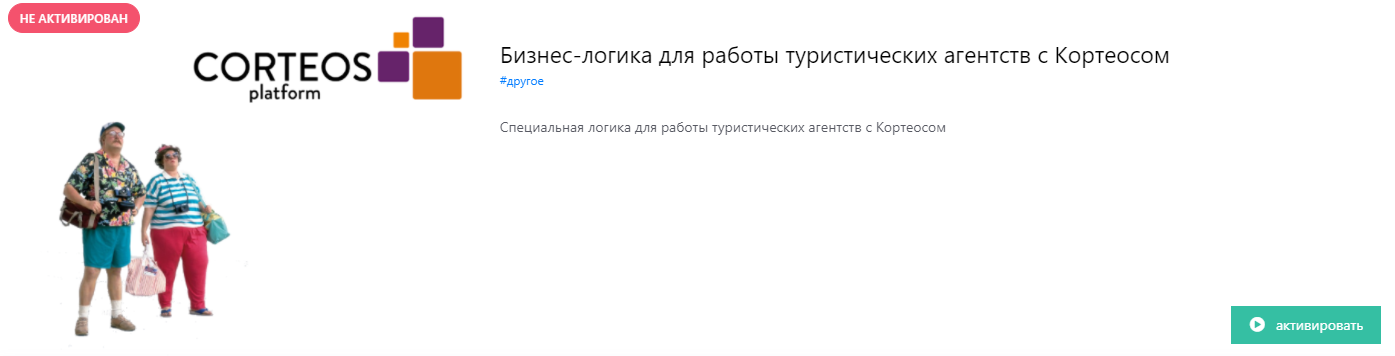 НЕ АКТИВИРОВАН
CORTEOS
platform
Бизнес-логика для работы туристических агентств с Кортеосом
#другое
Специальная логика для работы туристических агентств с Кортеосом
активировать